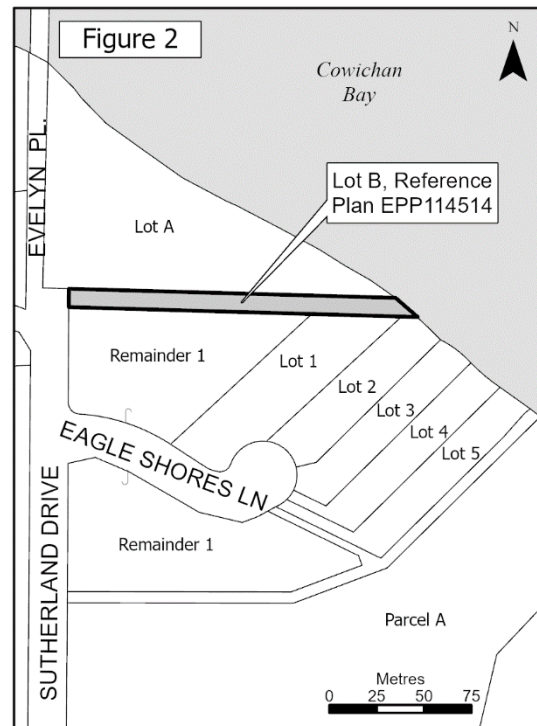 Figure 2
N
Cowichan
Bay
EVELYN PL.
Lot B, Reference
Plan EPP114514
Lot A
Remainder 1
Lot 1
Lot 2
Lot 3
Lot 4
Lot 5
EAGLE SHORES LN
Remainder 1
SUTHERLAND DRIVE
Parcel A
Metres
0 25 50 75